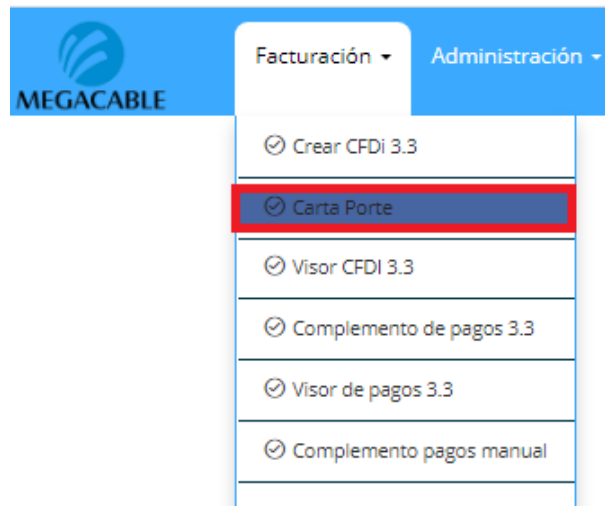 MEGACABLE
Facturación
Administración
Crear CFDi 3.3
Carta Porte
Visor CFDI 3.3
Complemento de pagos 3.3
Visor de pagos 3.3
Complemento pagos manual